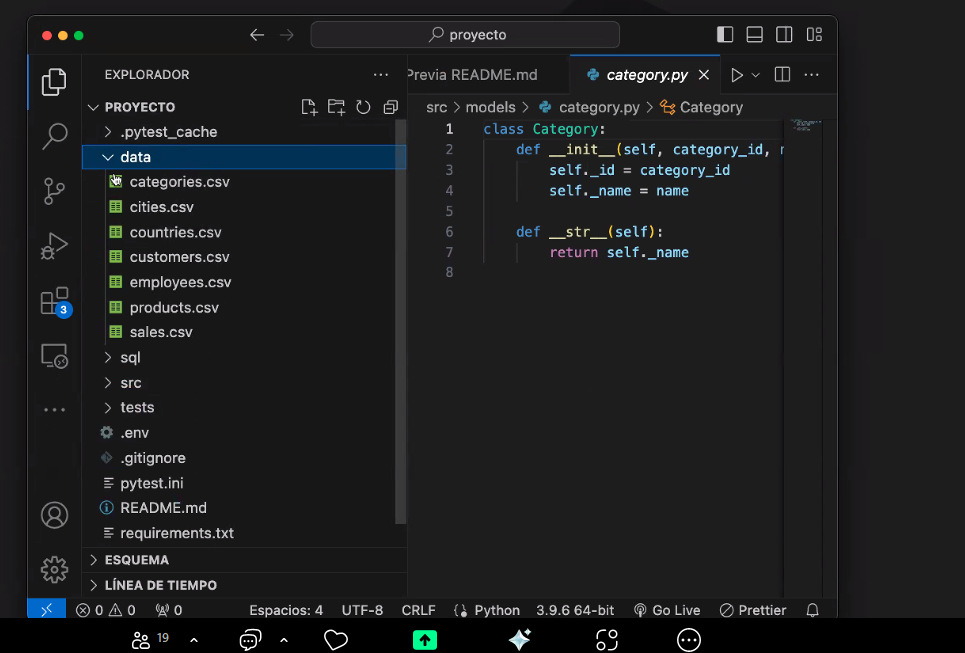 proyecto
EXPLORADOR
Previa README.md
category.py
PROYECTO
src > models > category.py > Category
.pytest_cache
data
categories.csv
cities.csv
countries.csv
customers.csv
employees.csv
products.csv
sales.csv
sql
src
tests
.env
.gitignore
pytest.ini
README.md
requirements.txt
ESQUEMA
LÍNEA DE TIEMPO
1 class Category:
2 def __init__(self, category_id,
3 self._id = category_id
4 self._name = name
5
6 def __str__(self):
7 return self._name
8
3
0 0 0 Espacios: 4 UTF-8 CRLF Python 3.9.6 64-bit Go Live Prettier
19